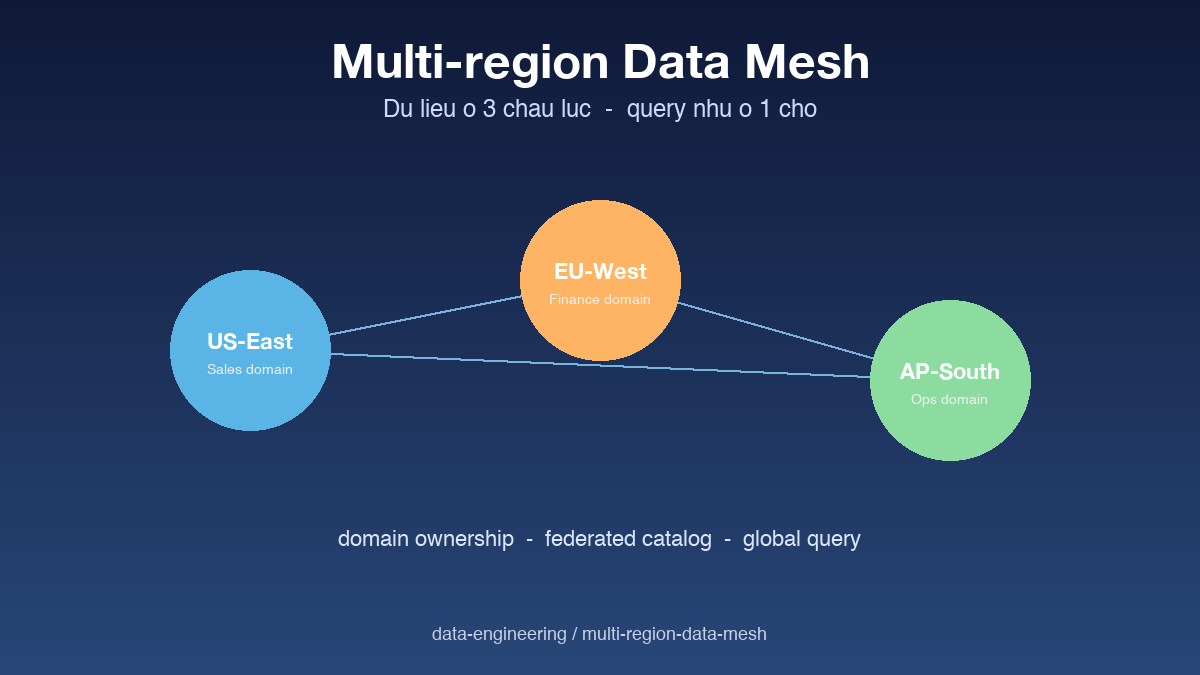 Multi-region Data Mesh
Du lieu o 3 chau luc - query nhu o 1 cho
EU-West
Finance domain
US-East
Sales domain
AP-South
Ops domain
domain ownership - federated catalog - global query
data-engineering / multi-region-data-mesh